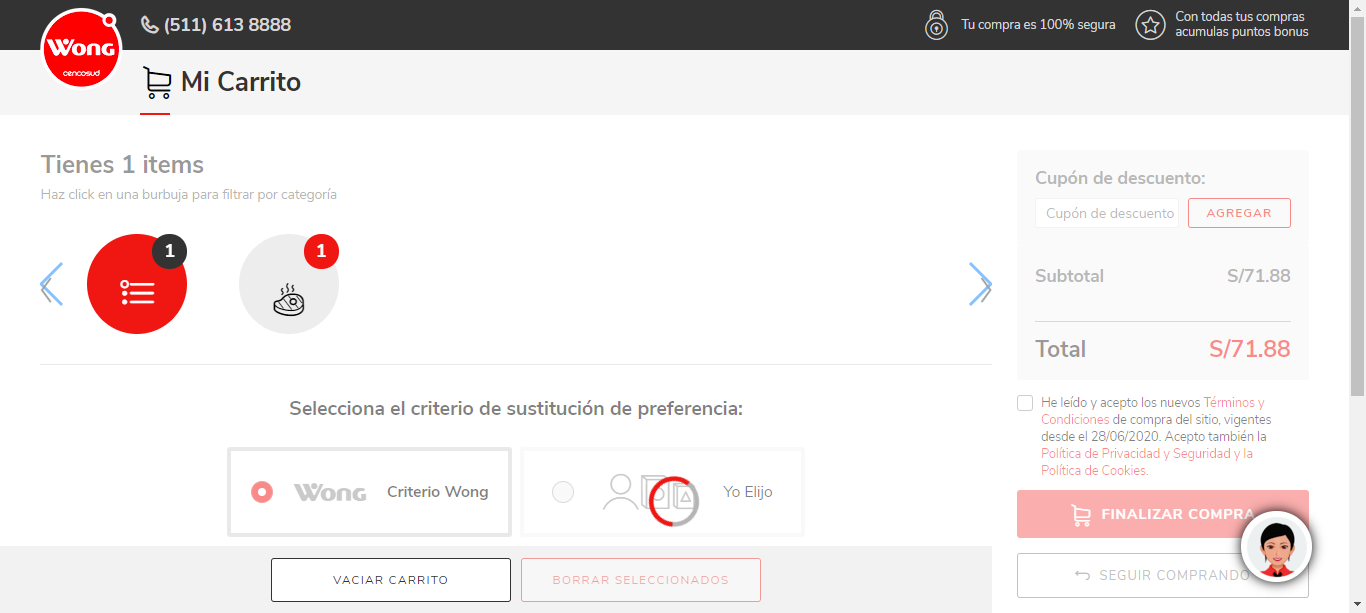 (511) 613 8888
Tu compra es 100% segura
Con todas tus compras
acumulas puntos bonus
Wong
cencosud
Mi Carrito
Tienes 1 items
Haz click en una burbuja para filtrar por categoría
1
1
Selecciona el criterio de sustitución de preferencia:
Wong
Criterio Wong
Yo Elijo
VACIAR CARRITO
BORRAR SELECCIONADOS
Cupón de descuento:
Cupón de descuento
AGREGAR
Subtotal
S/71.88
Total
S/71.88
He leído y acepto los nuevos Términos y
Condiciones de compra del sitio, vigentes
desde el 28/06/2020. Acepto también la
Política de Privacidad y Seguridad y la
Política de Cookies.
FINALIZAR COMPRA
SEGUIR COMPRANDO